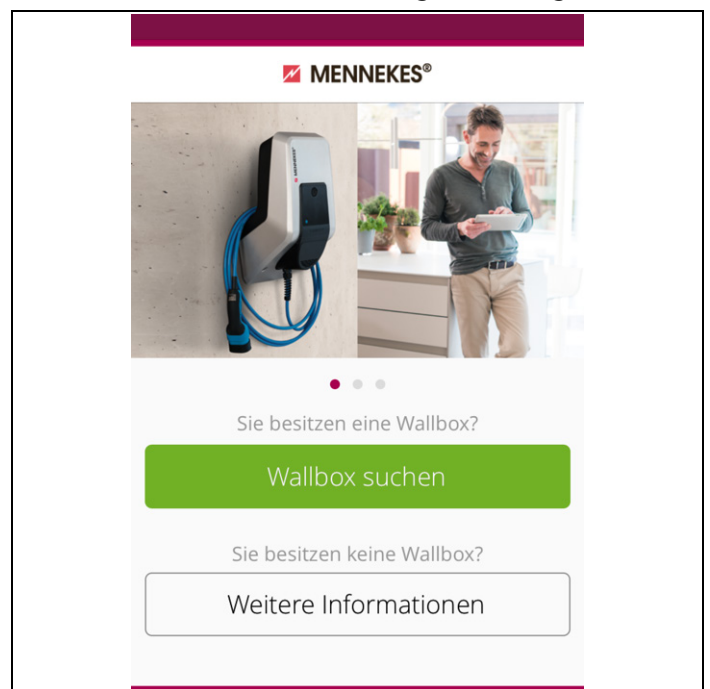 MENNEKES®
Sie besitzen eine Wallbox?
Wallbox suchen
Sie besitzen keine Wallbox?
Weitere Informationen